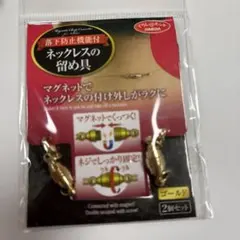 落下防止機能付
ネックレスの
留め具
マグネットで
ネックレスの付け外しがラクに
マグネットでくっつく!
ネジでしっかり固定!
ゴールド
2個セット